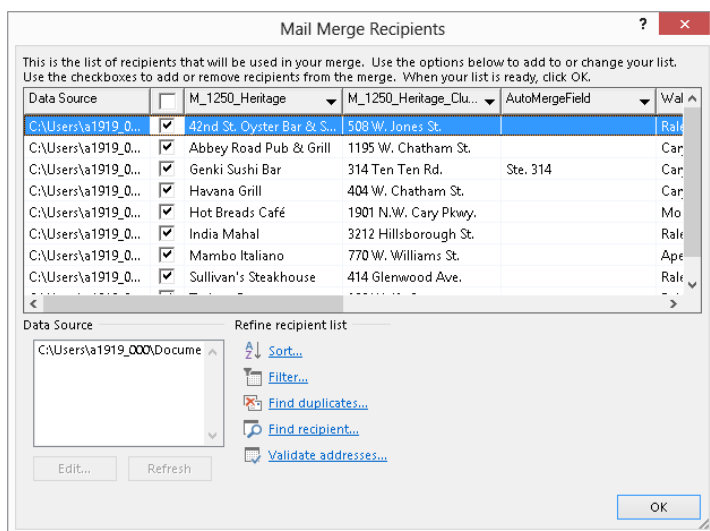 Mail Merge Recipients
?
×
This is the list of recipients that will be used in your merge. Use the options below to add to or change your list.
Use the checkboxes to add or remove recipients from the merge. When your list is ready, click OK.
Data Source M_1250_Heritage M_1250_Heritage_Clu... AutoMergeField Wal
C:\Users\a1919_0... 42nd St. Oyster Bar & S... 508 W. Jones St. Rale
C:\Users\a1919_0... Abbey Road Pub & Grill 1195 W. Chatham St. Cary
C:\Users\a1919_0... Genki Sushi Bar 314 Ten Ten Rd. Ste. 314 Cary
C:\Users\a1919_0... Havana Grill 404 W. Chatham St. Cary
C:\Users\a1919_0... Hot Breads Café 1901 N.W. Cary Pkwy. Mo
C:\Users\a1919_0... India Mahal 3212 Hillsborough St. Rale
C:\Users\a1919_0... Mambo Italiano 770 W. Williams St. Ape
C:\Users\a1919_0... Sullivan's Steakhouse 414 Glenwood Ave. Rale
Data Source
Refine recipient list
C:\Users\a1919_000\Docume
Sort...
Filter...
Find duplicates...
Find recipient...
Validate addresses...
Edit... Refresh
OK